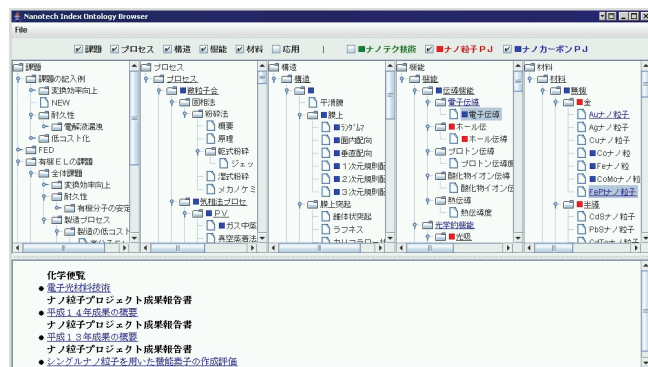 Nanotech Index Ontology Browser
File
課題 プロセス 構造 機能 材料 応用 | ■ナノテク技術 ■ナノ粒子ＰＪ ■ナノカーボンＰＪ
課題
課題の記入例
変換効率向上
NEW
耐久性
電解液漏洩
低コスト化
FED
有機ＥＬの課題
全体課題
変換効率向上
耐久性
有機分子の安定
製造プロセス
製造の低コスト
プロセス
プロセス
■微粒子合
固相法
粉砕法
概要
原理
乾式粉砕
ジェッ
湿式粉砕
メカノケミ
■気相法プロセ
■ＰＶ
■ガス中蒸
真空蒸着法
構造
構造
■
平滑膜
■膜上
■面内配向
■垂直配向
■１次元規則配
■２次元規則配
■３次元規則配
膜上突起
錐体状突起
ラフネス
カリフラワー
機能
機能
■伝導機能
電子伝導
■電子伝導
■ホール伝
■ホール伝導
プロトン伝導
プロトン伝導度
酸化物イオン伝
酸化物イオン伝
熱伝導
熱伝導度
光学的機能
■光吸
材料
材料
■無機
■金
Auナノ粒子
Agナノ粒子
Cuナノ粒子
■Coナノ粒
■Feナノ粒
■CoMoナノ粒
FePtナノ粒子
■半導
CdSナノ粒子
PbSナノ粒子
CdTeナノ粒子
化学便覧
電子光材料技術
ナノ粒子プロジェクト成果報告書
平成１４年成果の概要
ナノ粒子プロジェクト成果報告書
平成１３年成果の概要
ナノ粒子プロジェクト成果報告書
シングルナノ粒子を用いた機能素子の作成評価